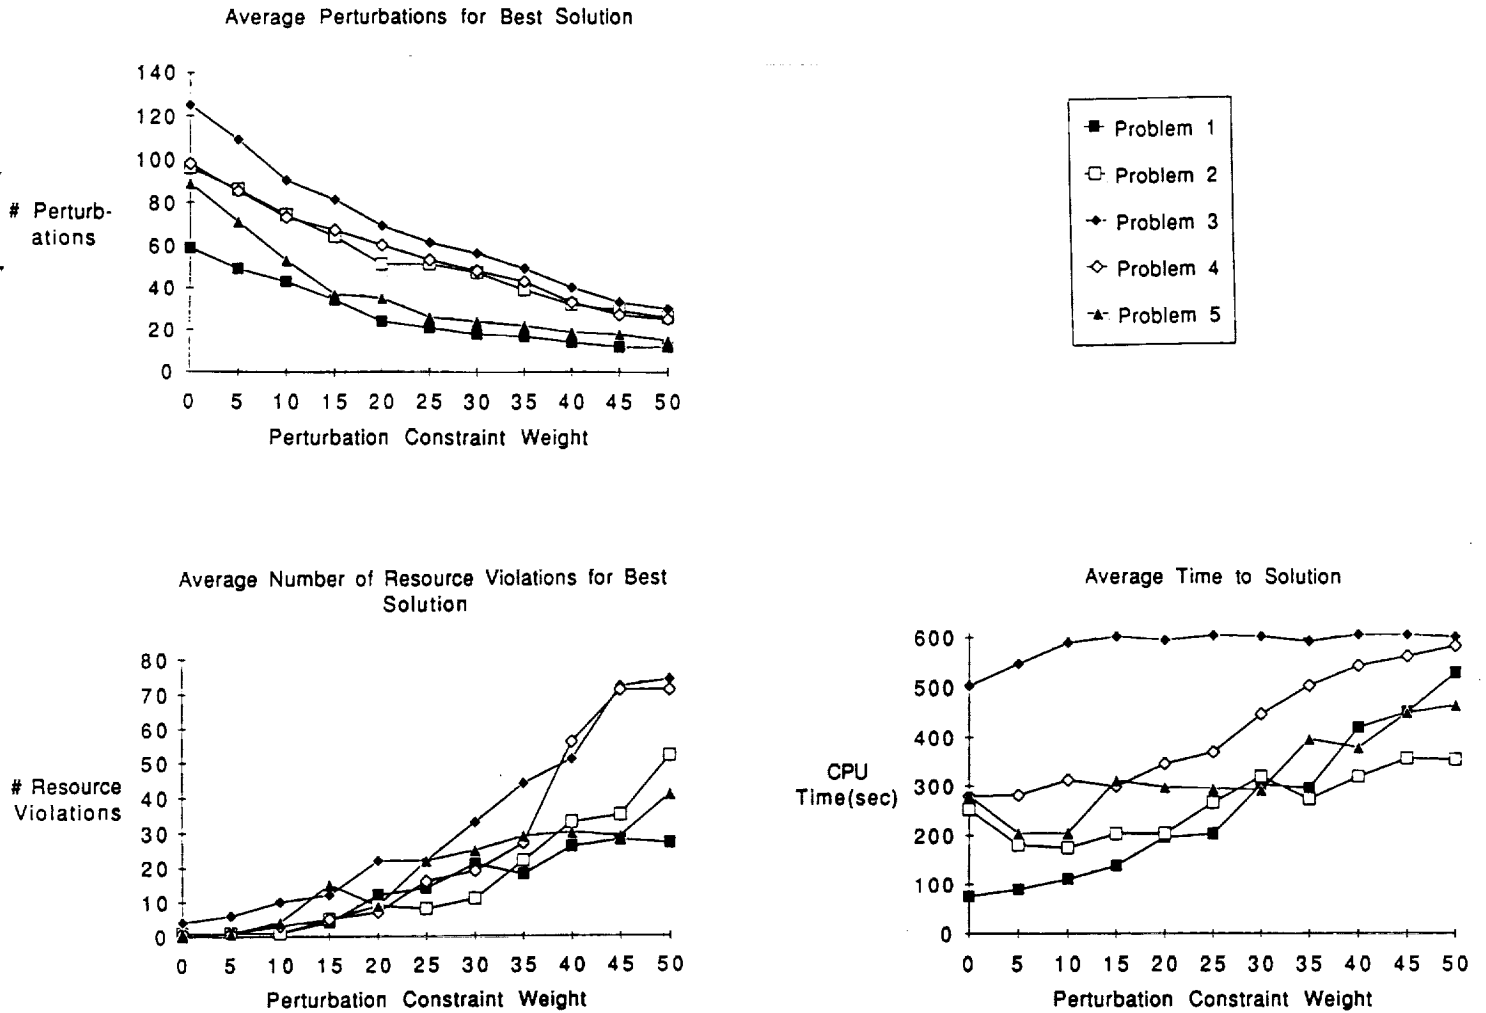 Average Perturbations for Best Solution
140
120
100
80
60
40
20
0
# Perturb-
ations
0 5 10 15 20 25 30 35 40 45 50
Perturbation Constraint Weight
Problem 1
Problem 2
Problem 3
Problem 4
Problem 5
Average Number of Resource Violations for Best
Solution
80
70
60
50
40
30
20
10
0
# Resource
Violations
0 5 10 15 20 25 30 35 40 45 50
Perturbation Constraint Weight
Average Time to Solution
600
500
400
300
200
100
0
CPU
Time(sec)
0 5 10 15 20 25 30 35 40 45 50
Perturbation Constraint Weight